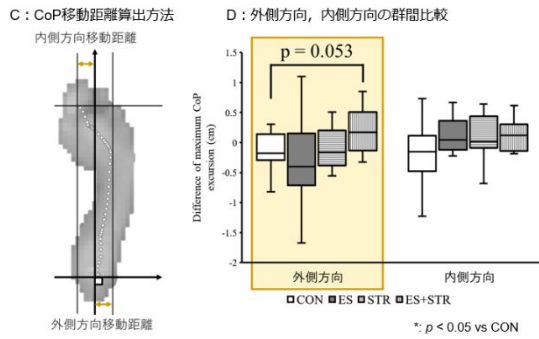 C：CoP移動距離算出方法
内側方向移動距離
外側方向移動距離
D：外側方向，内側方向の群間比較
p = 0.053
Difference of maximum CoP
excursion (cm)
1.5
1
0.5
0
-0.5
-1
-1.5
-2
外側方向
内側方向
CON
ES
STR
ES+STR
*: p < 0.05 vs CON